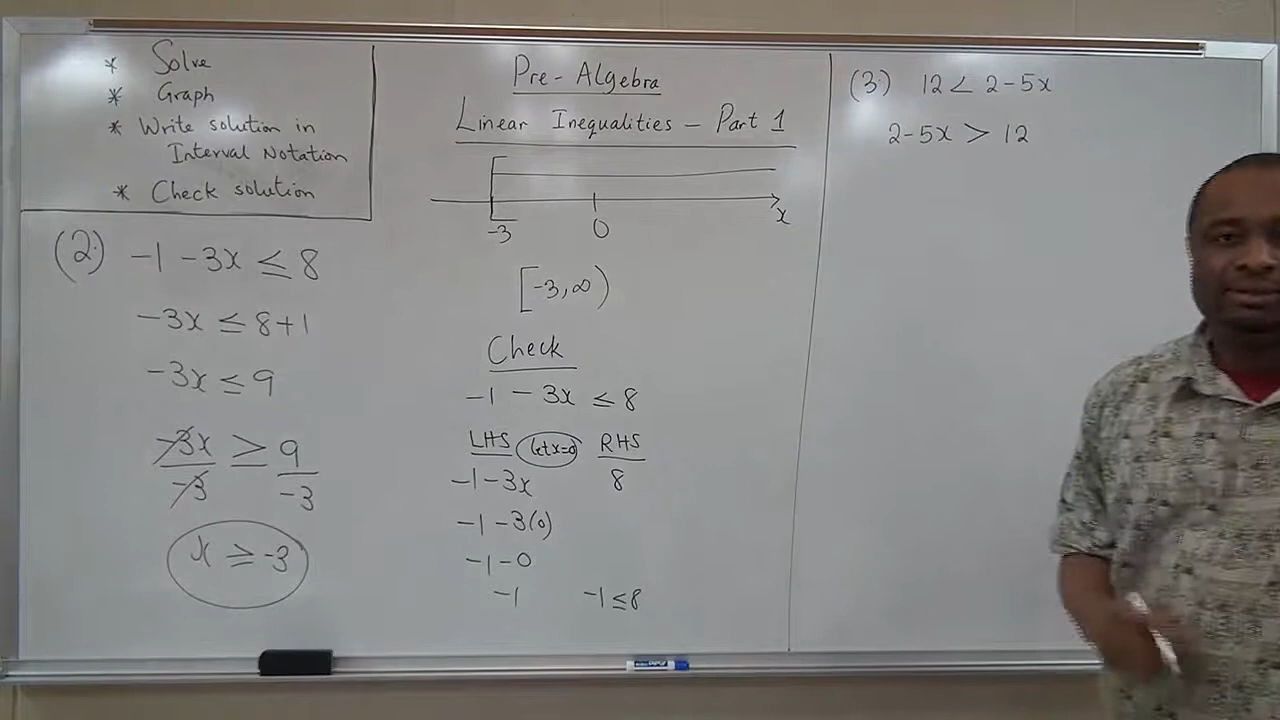 * Solve
* Graph
* Write solution in
Interval Notation
* Check solution
(2.) -1 - 3x ≤ 8
-3x ≤ 8+1
-3x ≤ 9
-3x ≥ 9
-3 -3
x ≥ -3
Pre-Algebra
Linear Inequalities - Part 1
-3 0 x
[-3, ∞)
Check
-1 - 3x ≤ 8
LHS let x=0 RHS
-1 - 3x 8
-1 - 3(0)
-1 - 0
-1 -1 ≤ 8
(3.) 12 < 2 - 5x
2 - 5x > 12